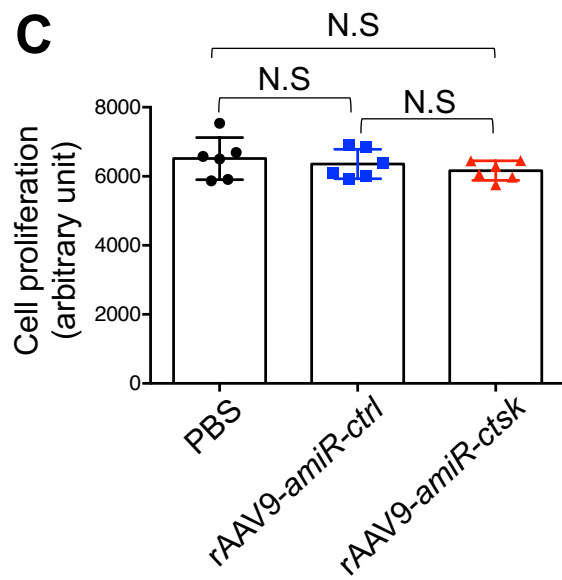 C
N.S
N.S
N.S
Cell proliferation
(arbitrary unit)
8000
6000
4000
2000
0
PBS
rAAV9-amiR-ctrl
rAAV9-amiR-ctsk